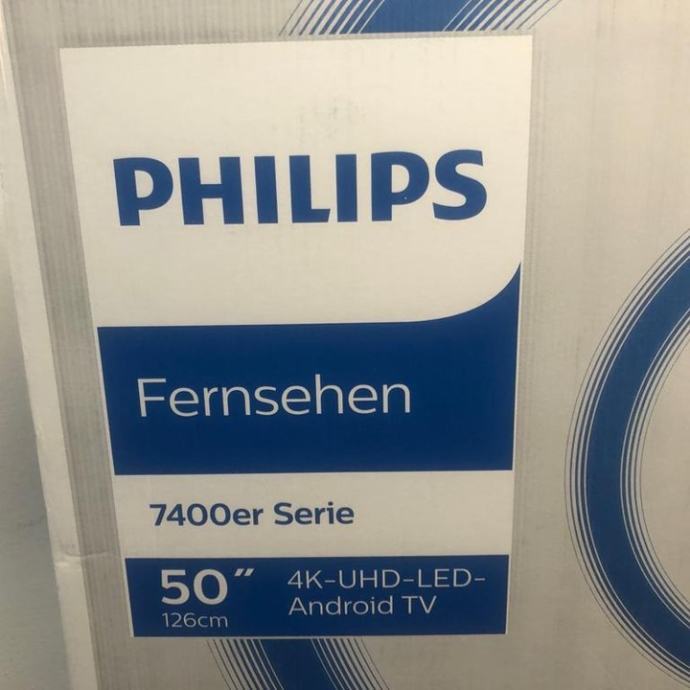 PHILIPS
Fernsehen
7400er Serie
50”
126cm
4K-UHD-LED-
Android TV